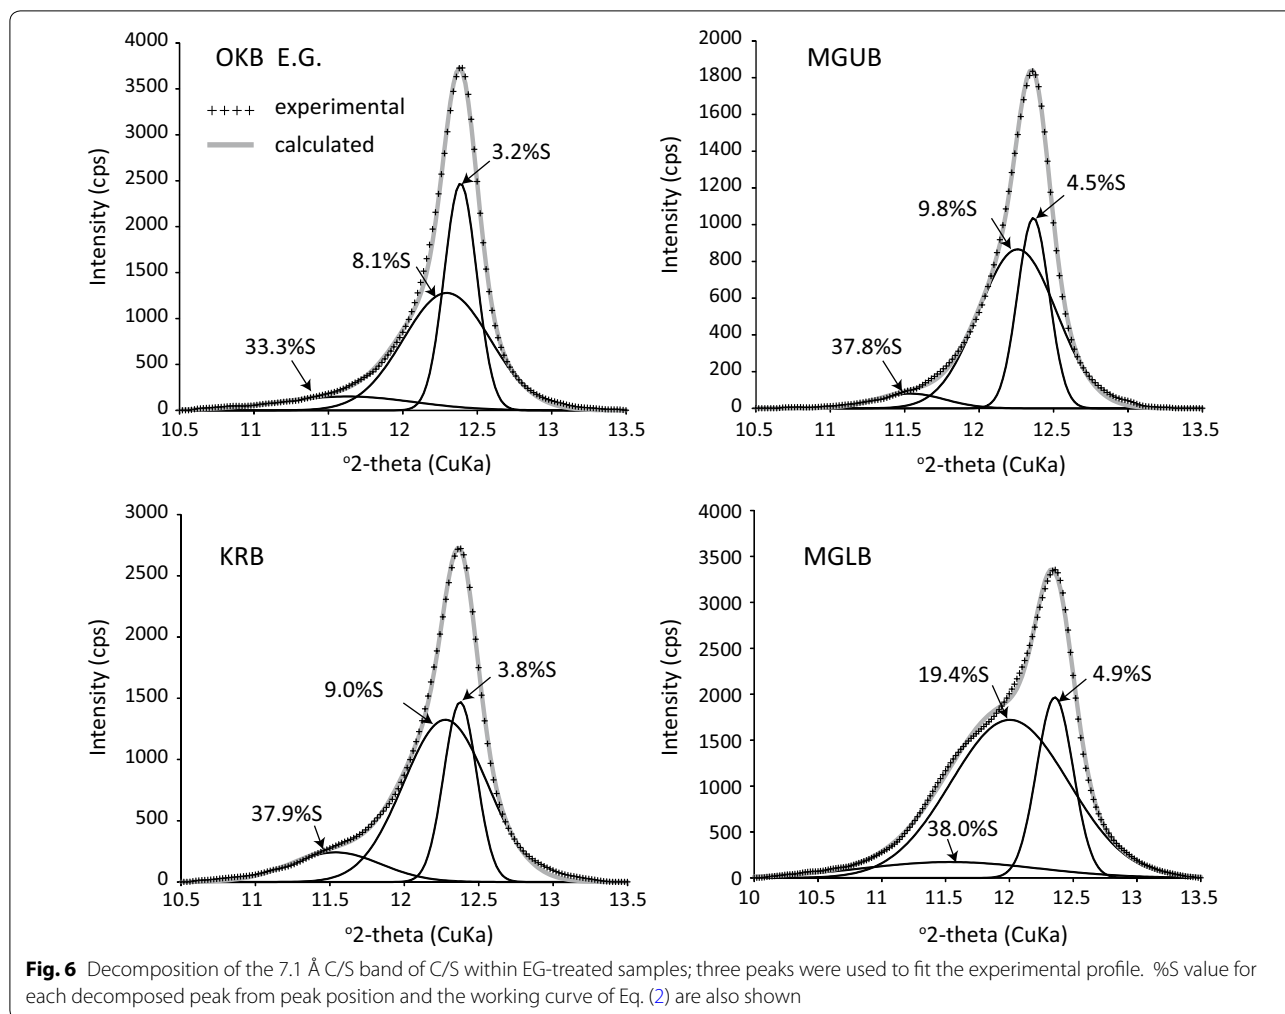 OKB E.G.
++++ experimental
calculated
Intensity (cps)
4000
3500
3000
2500
2000
1500
1000
500
0
3.2%S
8.1%S
33.3%S
10.5 11 11.5 12 12.5 13 13.5
°2-theta (CuKa)
MGUB
Intensity (cps)
2000
1800
1600
1400
1200
1000
800
600
400
200
0
4.5%S
9.8%S
37.8%S
10.5 11 11.5 12 12.5 13 13.5
°2-theta (CuKa)
KRB
Intensity (cps)
3000
2500
2000
1500
1000
500
0
3.8%S
9.0%S
37.9%S
10.5 11 11.5 12 12.5 13 13.5
°2-theta (CuKa)
MGLB
Intensity (cps)
4000
3500
3000
2500
2000
1500
1000
500
0
4.9%S
19.4%S
38.0%S
10 10.5 11 11.5 12 12.5 13 13.5
°2-theta (CuKa)
Fig. 6 Decomposition of the 7.1 Å C/S band of C/S within EG-treated samples; three peaks were used to fit the experimental profile. %S value for
each decomposed peak from peak position and the working curve of Eq. (2) are also shown